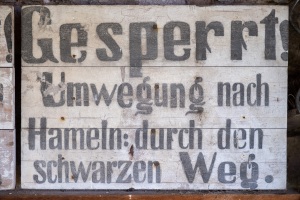 Gesperrt!
Umwegung nach
Hameln: durch den
schwarzen Weg.